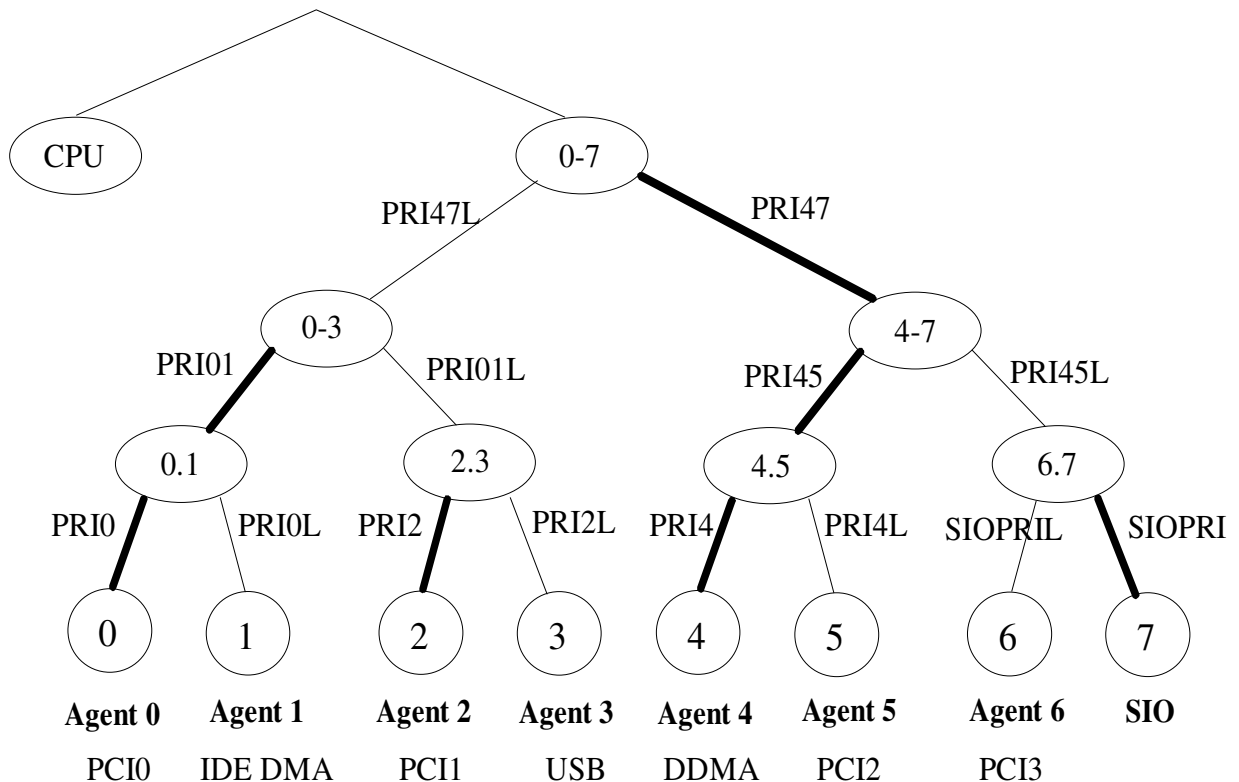 CPU
0-7
PRI47L
PRI47
0-3
4-7
PRI01
PRI01L
PRI45
PRI45L
0.1
2.3
4.5
6.7
PRI0
PRI0L
PRI2
PRI2L
PRI4
PRI4L
SIOPRIL
SIOPRI
0
1
2
3
4
5
6
7
Agent 0
Agent 1
Agent 2
Agent 3
Agent 4
Agent 5
Agent 6
SIO
PCI0
IDE DMA
PCI1
USB
DDMA
PCI2
PCI3